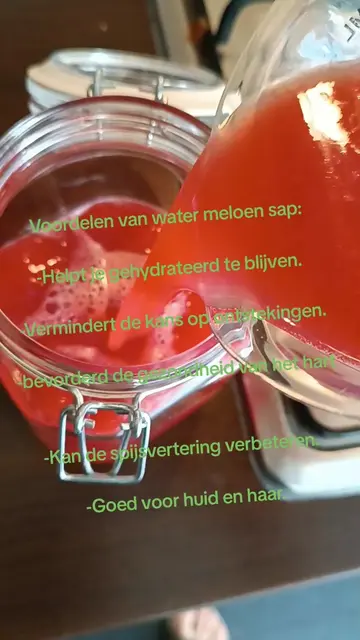 Voordelen van water meloen sap:
-Helpt je gehydrateerd te blijven.
Vermindert de kans op ontstekingen.
bevorderd de gezondheid van het hart
-Kan de spijsvertering verbeteren.
-Goed voor huid en haar.